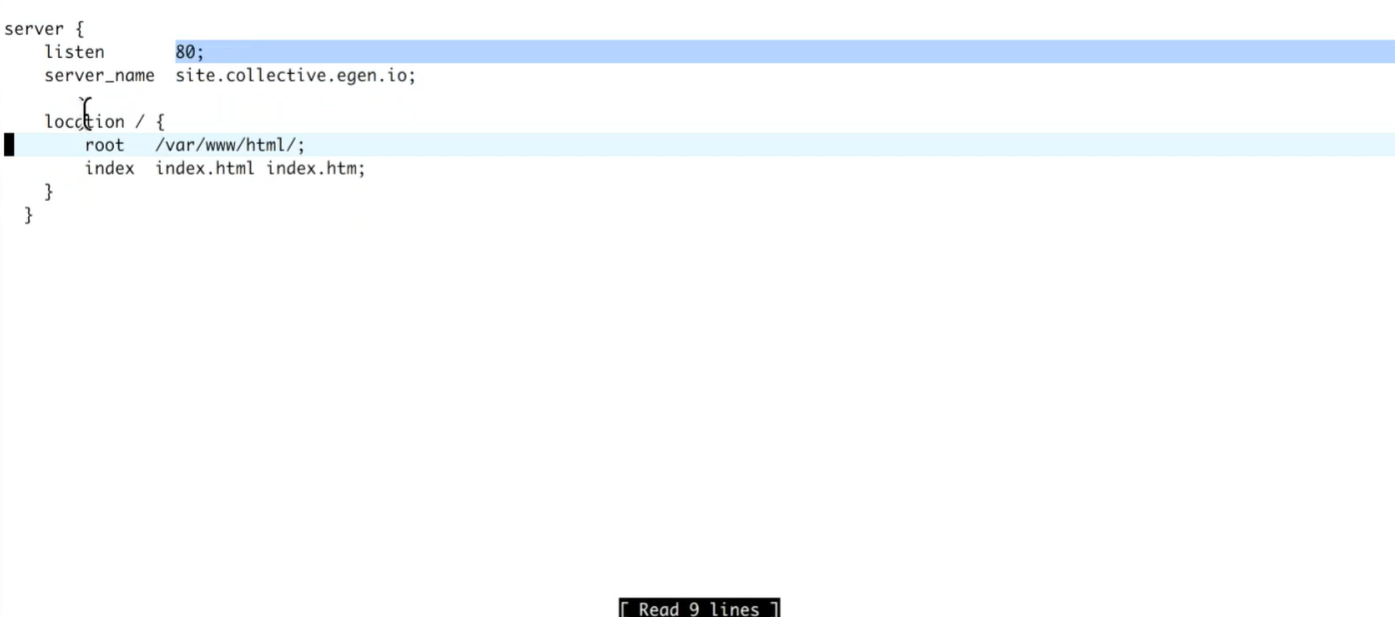 server {
    listen       80;
    server_name  site.collective.egen.io;
    location / {
        root   /var/www/html/;
        index  index.html index.htm;
    }
  }
[ Read 9 lines ]